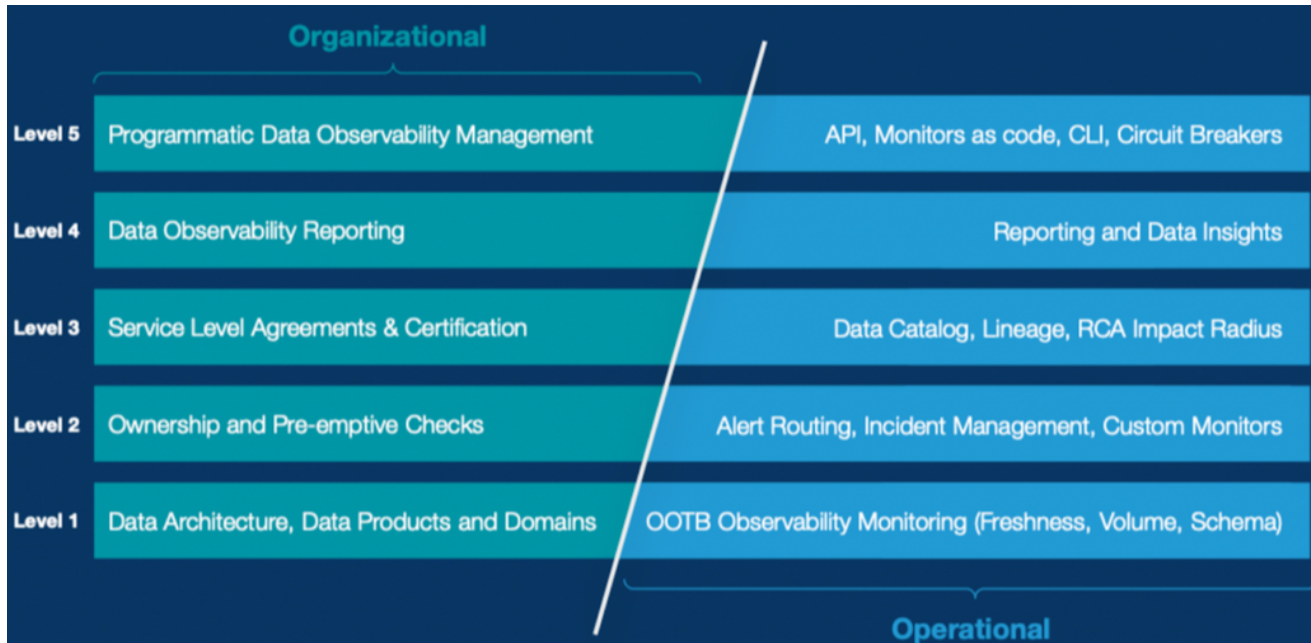 Organizational
Level 5 Programmatic Data Observability Management API, Monitors as code, CLI, Circuit Breakers
Level 4 Data Observability Reporting Reporting and Data Insights
Level 3 Service Level Agreements & Certification Data Catalog, Lineage, RCA Impact Radius
Level 2 Ownership and Pre-emptive Checks Alert Routing, Incident Management, Custom Monitors
Level 1 Data Architecture, Data Products and Domains OOTB Observability Monitoring (Freshness, Volume, Schema)
Operational